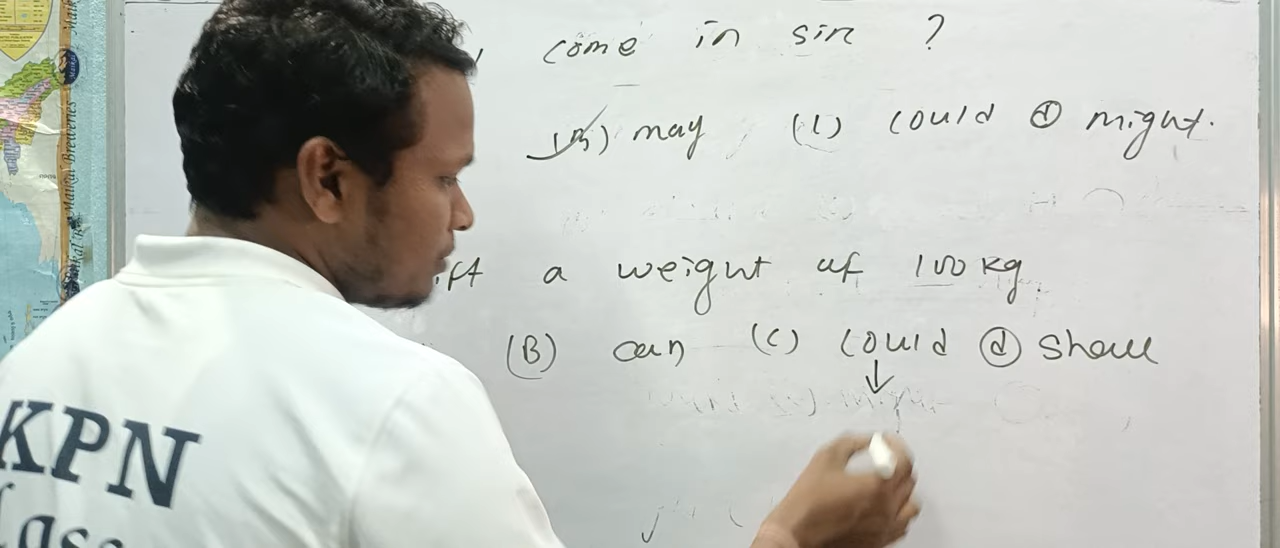 come in sir ?
(B) may , (C) could (d) might.
a weight of 100 kg
(B) can (C) could (d) shall
KPN